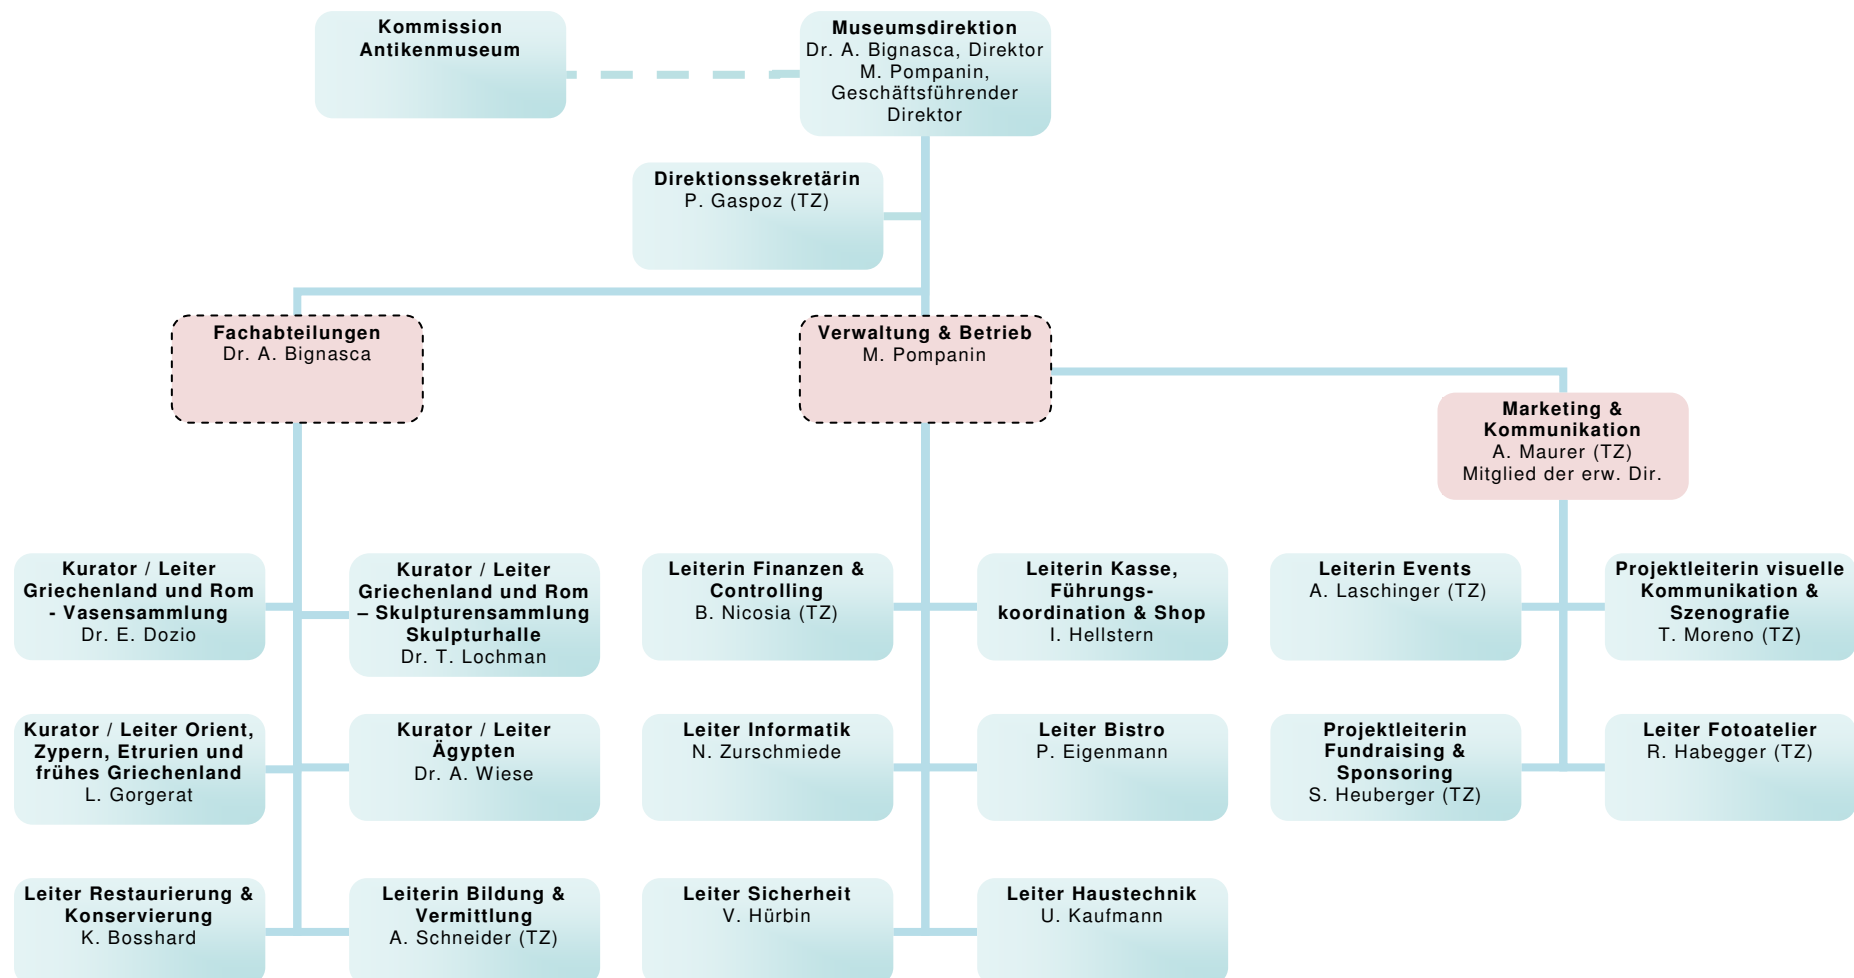 Kommission
Antikenmuseum
Museumsdirektion
Dr. A. Bignasca, Direktor
M. Pompanin,
Geschäftsführender
Direktor
Direktionssekretärin
P. Gaspoz (TZ)
Fachabteilungen
Dr. A. Bignasca
Verwaltung & Betrieb
M. Pompanin
Marketing &
Kommunikation
A. Maurer (TZ)
Mitglied der erw. Dir.
Kurator / Leiter
Griechenland und Rom
- Vasensammlung
Dr. E. Dozio
Kurator / Leiter
Griechenland und Rom
– Skulpturensammlung
Skulpturhalle
Dr. T. Lochman
Leiterin Finanzen &
Controlling
B. Nicosia (TZ)
Leiterin Kasse,
Führungs-
koordination & Shop
I. Hellstern
Leiterin Events
A. Laschinger (TZ)
Projektleiterin visuelle
Kommunikation &
Szenografie
T. Moreno (TZ)
Kurator / Leiter Orient,
Zypern, Etrurien und
frühes Griechenland
L. Gorgerat
Kurator / Leiter
Ägypten
Dr. A. Wiese
Leiter Informatik
N. Zurschmiede
Leiter Bistro
P. Eigenmann
Projektleiterin
Fundraising &
Sponsoring
S. Heuberger (TZ)
Leiter Fotoatelier
R. Habegger (TZ)
Leiter Restaurierung &
Konservierung
K. Bosshard
Leiterin Bildung &
Vermittlung
A. Schneider (TZ)
Leiter Sicherheit
V. Hürbin
Leiter Haustechnik
U. Kaufmann